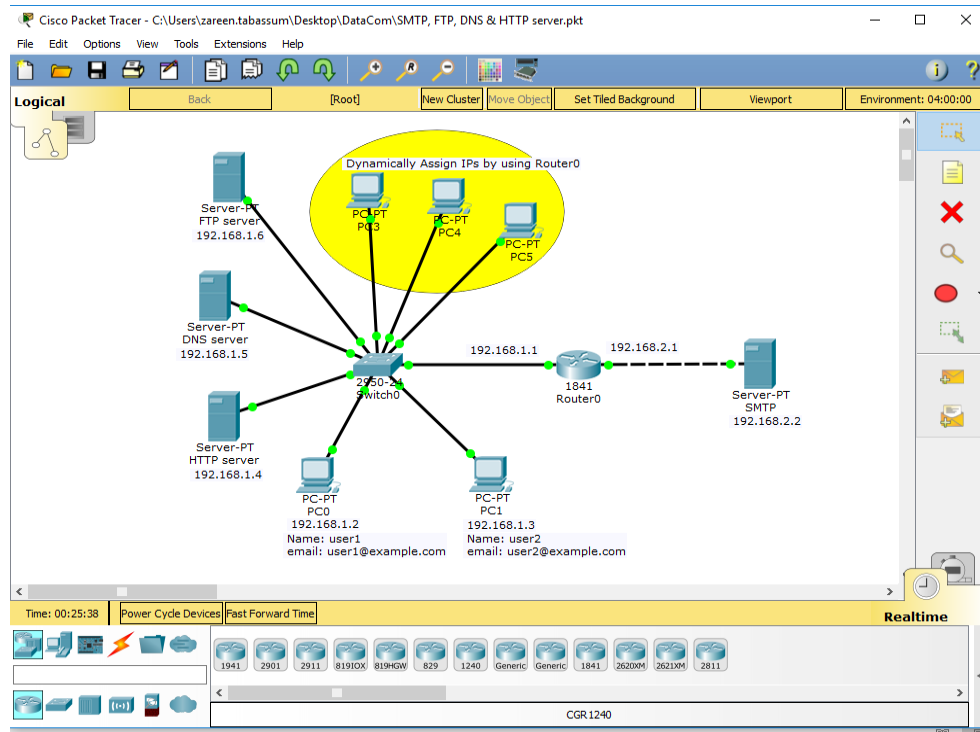 Cisco Packet Tracer - C:\Users\zareen.tabassum\Desktop\DataCom\SMTP, FTP, DNS & HTTP server.pkt
File Edit Options View Tools Extensions Help
Logical Back [Root] New Cluster Move Object Set Tiled Background Viewport Environment: 04:00:00
Dynamically Assign IPs by using Router0
PC-PT
PC3
PC-PT
PC4
PC-PT
PC5
Server-PT
FTP server
192.168.1.6
Server-PT
DNS server
192.168.1.5
Server-PT
HTTP server
192.168.1.4
2950-24
Switch0
192.168.1.1
1841
Router0
192.168.2.1
Server-PT
SMTP
192.168.2.2
PC-PT
PC0
192.168.1.2
Name: user1
email: user1@example.com
PC-PT
PC1
192.168.1.3
Name: user2
email: user2@example.com
Time: 00:25:38 Power Cycle Devices Fast Forward Time Realtime
1941 2901 2911 819IOX 819HGW 829 1240 Generic Generic 1841 2620XM 2621XM 2811
CGR1240